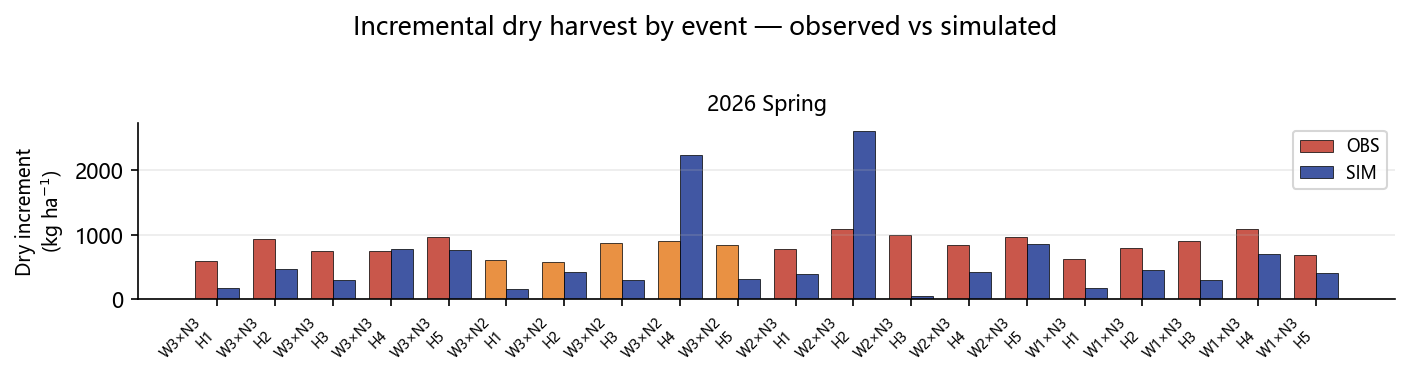 Incremental dry harvest by event — observed vs simulated
2026 Spring
Dry increment
(kg ha⁻¹)
2000
1000
0
OBS
SIM
W3×N3
H1
W3×N3
H2
W3×N3
H3
W3×N3
H4
W3×N3
H5
W3×N2
H1
W3×N2
H2
W3×N2
H3
W3×N2
H4
W3×N2
H5
W2×N3
H1
W2×N3
H2
W2×N3
H3
W2×N3
H4
W2×N3
H5
W1×N3
H1
W1×N3
H2
W1×N3
H3
W1×N3
H4
W1×N3
H5